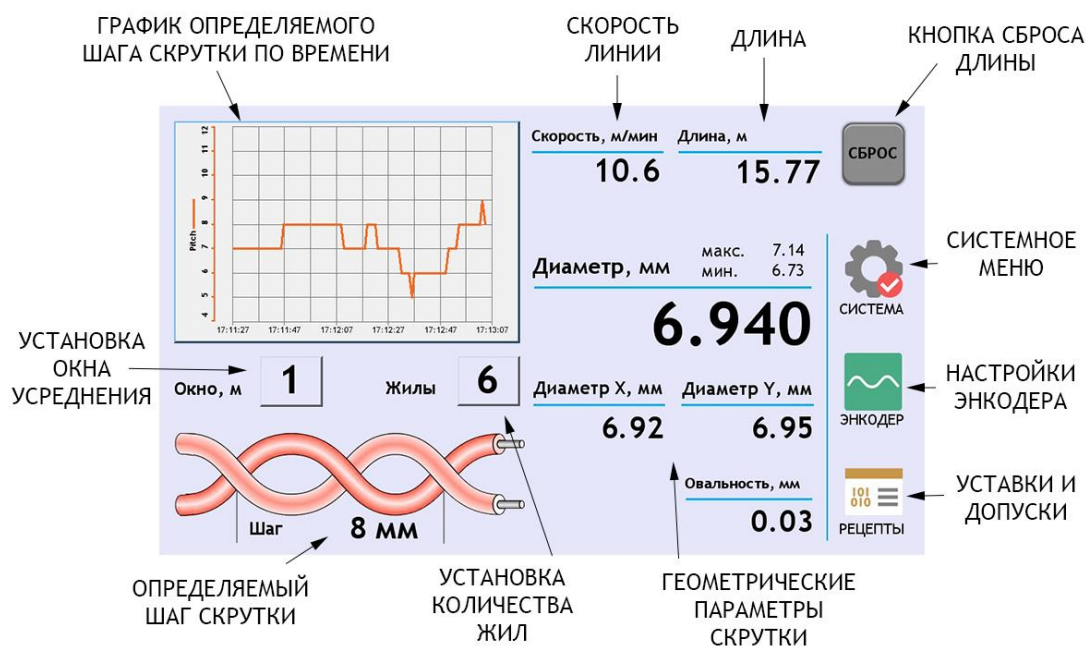 ГРАФИК ОПРЕДЕЛЯЕМОГО
ШАГА СКРУТКИ ПО ВРЕМЕНИ
СКОРОСТЬ
ЛИНИИ
ДЛИНА
КНОПКА СБРОСА
ДЛИНЫ
Pitch
12
11
10
9
8
7
6
5
4
17:11:27
17:11:47
17:12:07
17:12:27
17:12:47
17:13:07
Скорость, м/мин
10.6
Длина, м
15.77
СБРОС
Диаметр, мм
макс. 7.14
мин. 6.73
6.940
СИСТЕМА
СИСТЕМНОЕ
МЕНЮ
УСТАНОВКА
ОКНА
УСРЕДНЕНИЯ
Окно, м
1
Жилы
6
Диаметр X, мм
6.92
Диаметр Y, мм
6.95
ЭНКОДЕР
НАСТРОЙКИ
ЭНКОДЕРА
Шаг
8 мм
Овальность, мм
0.03
101
010
РЕЦЕПТЫ
УСТАВКИ И
ДОПУСКИ
ОПРЕДЕЛЯЕМЫЙ
ШАГ СКРУТКИ
УСТАНОВКА
КОЛИЧЕСТВА
ЖИЛ
ГЕОМЕТРИЧЕСКИЕ
ПАРАМЕТРЫ
СКРУТКИ